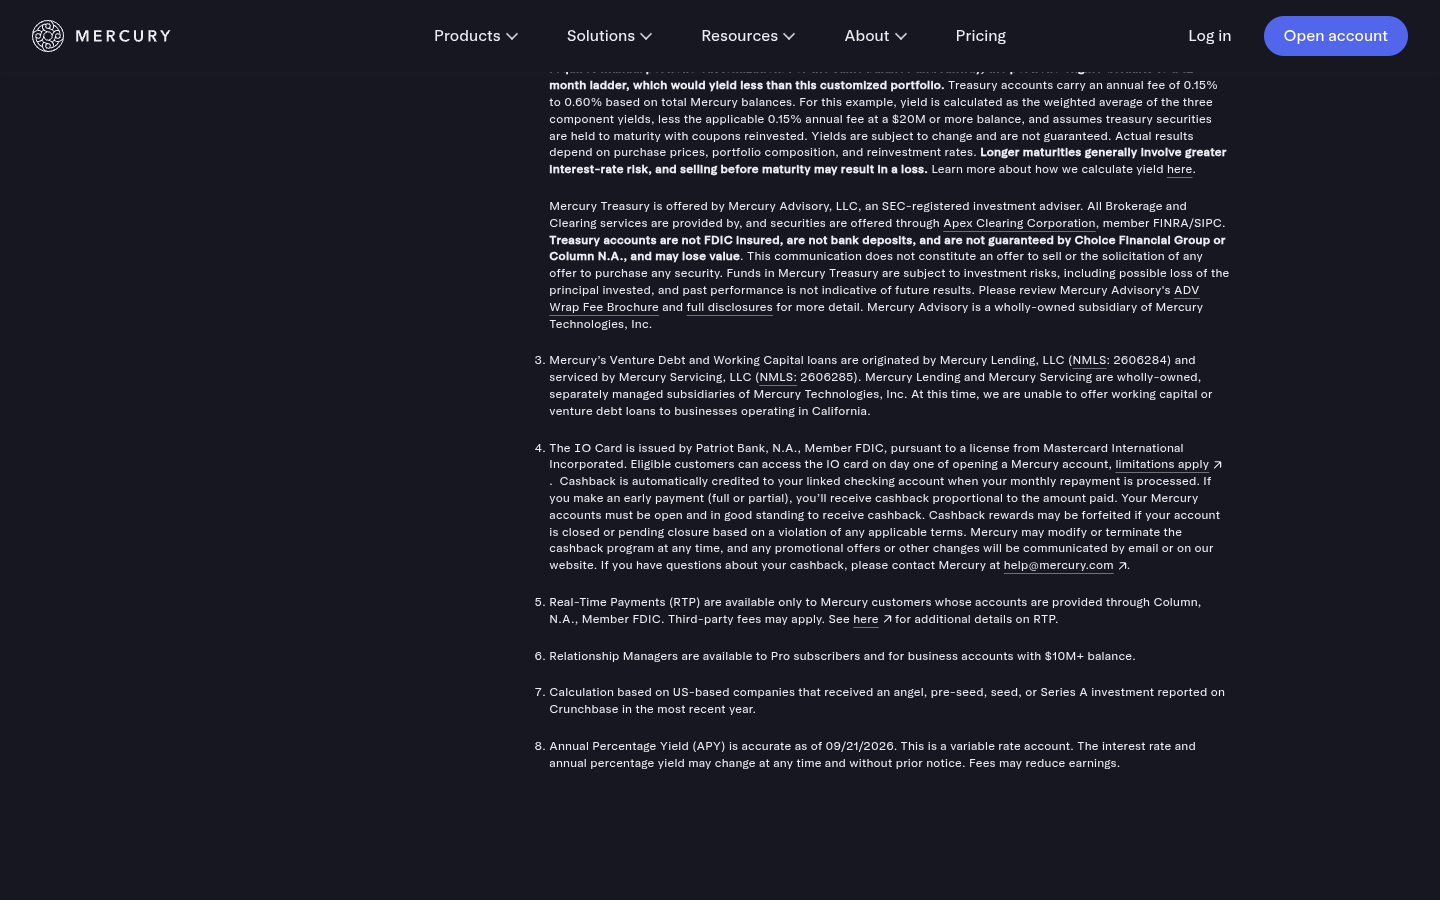 MERCURY
Products
Solutions
Resources
About
Pricing
Log in
Open account
month ladder, which would yield less than this customized portfolio. Treasury accounts carry an annual fee of 0.15%
to 0.60% based on total Mercury balances. For this example, yield is calculated as the weighted average of the three
component yields, less the applicable 0.15% annual fee at a $20M or more balance, and assumes treasury securities
are held to maturity with coupons reinvested. Yields are subject to change and are not guaranteed. Actual results
depend on purchase prices, portfolio composition, and reinvestment rates. Longer maturities generally involve greater
interest-rate risk, and selling before maturity may result in a loss. Learn more about how we calculate yield here.
Mercury Treasury is offered by Mercury Advisory, LLC, an SEC-registered investment adviser. All Brokerage and
Clearing services are provided by, and securities are offered through Apex Clearing Corporation, member FINRA/SIPC.
Treasury accounts are not FDIC insured, are not bank deposits, and are not guaranteed by Choice Financial Group or
Column N.A., and may lose value. This communication does not constitute an offer to sell or the solicitation of any
offer to purchase any security. Funds in Mercury Treasury are subject to investment risks, including possible loss of the
principal invested, and past performance is not indicative of future results. Please review Mercury Advisory's ADV
Wrap Fee Brochure and full disclosures for more detail. Mercury Advisory is a wholly-owned subsidiary of Mercury
Technologies, Inc.
3. Mercury’s Venture Debt and Working Capital loans are originated by Mercury Lending, LLC (NMLS: 2606284) and
serviced by Mercury Servicing, LLC (NMLS: 2606285). Mercury Lending and Mercury Servicing are wholly-owned,
separately managed subsidiaries of Mercury Technologies, Inc. At this time, we are unable to offer working capital or
venture debt loans to businesses operating in California.
4. The IO Card is issued by Patriot Bank, N.A., Member FDIC, pursuant to a license from Mastercard International
Incorporated. Eligible customers can access the IO card on day one of opening a Mercury account, limitations apply ↗
. Cashback is automatically credited to your linked checking account when your monthly repayment is processed. If
you make an early payment (full or partial), you’ll receive cashback proportional to the amount paid. Your Mercury
accounts must be open and in good standing to receive cashback. Cashback rewards may be forfeited if your account
is closed or pending closure based on a violation of any applicable terms. Mercury may modify or terminate the
cashback program at any time, and any promotional offers or other changes will be communicated by email or on our
website. If you have questions about your cashback, please contact Mercury at help@mercury.com ↗.
5. Real-Time Payments (RTP) are available only to Mercury customers whose accounts are provided through Column,
N.A., Member FDIC. Third-party fees may apply. See here ↗ for additional details on RTP.
6. Relationship Managers are available to Pro subscribers and for business accounts with $10M+ balance.
7. Calculation based on US-based companies that received an angel, pre-seed, seed, or Series A investment reported on
Crunchbase in the most recent year.
8. Annual Percentage Yield (APY) is accurate as of 09/21/2026. This is a variable rate account. The interest rate and
annual percentage yield may change at any time and without prior notice. Fees may reduce earnings.